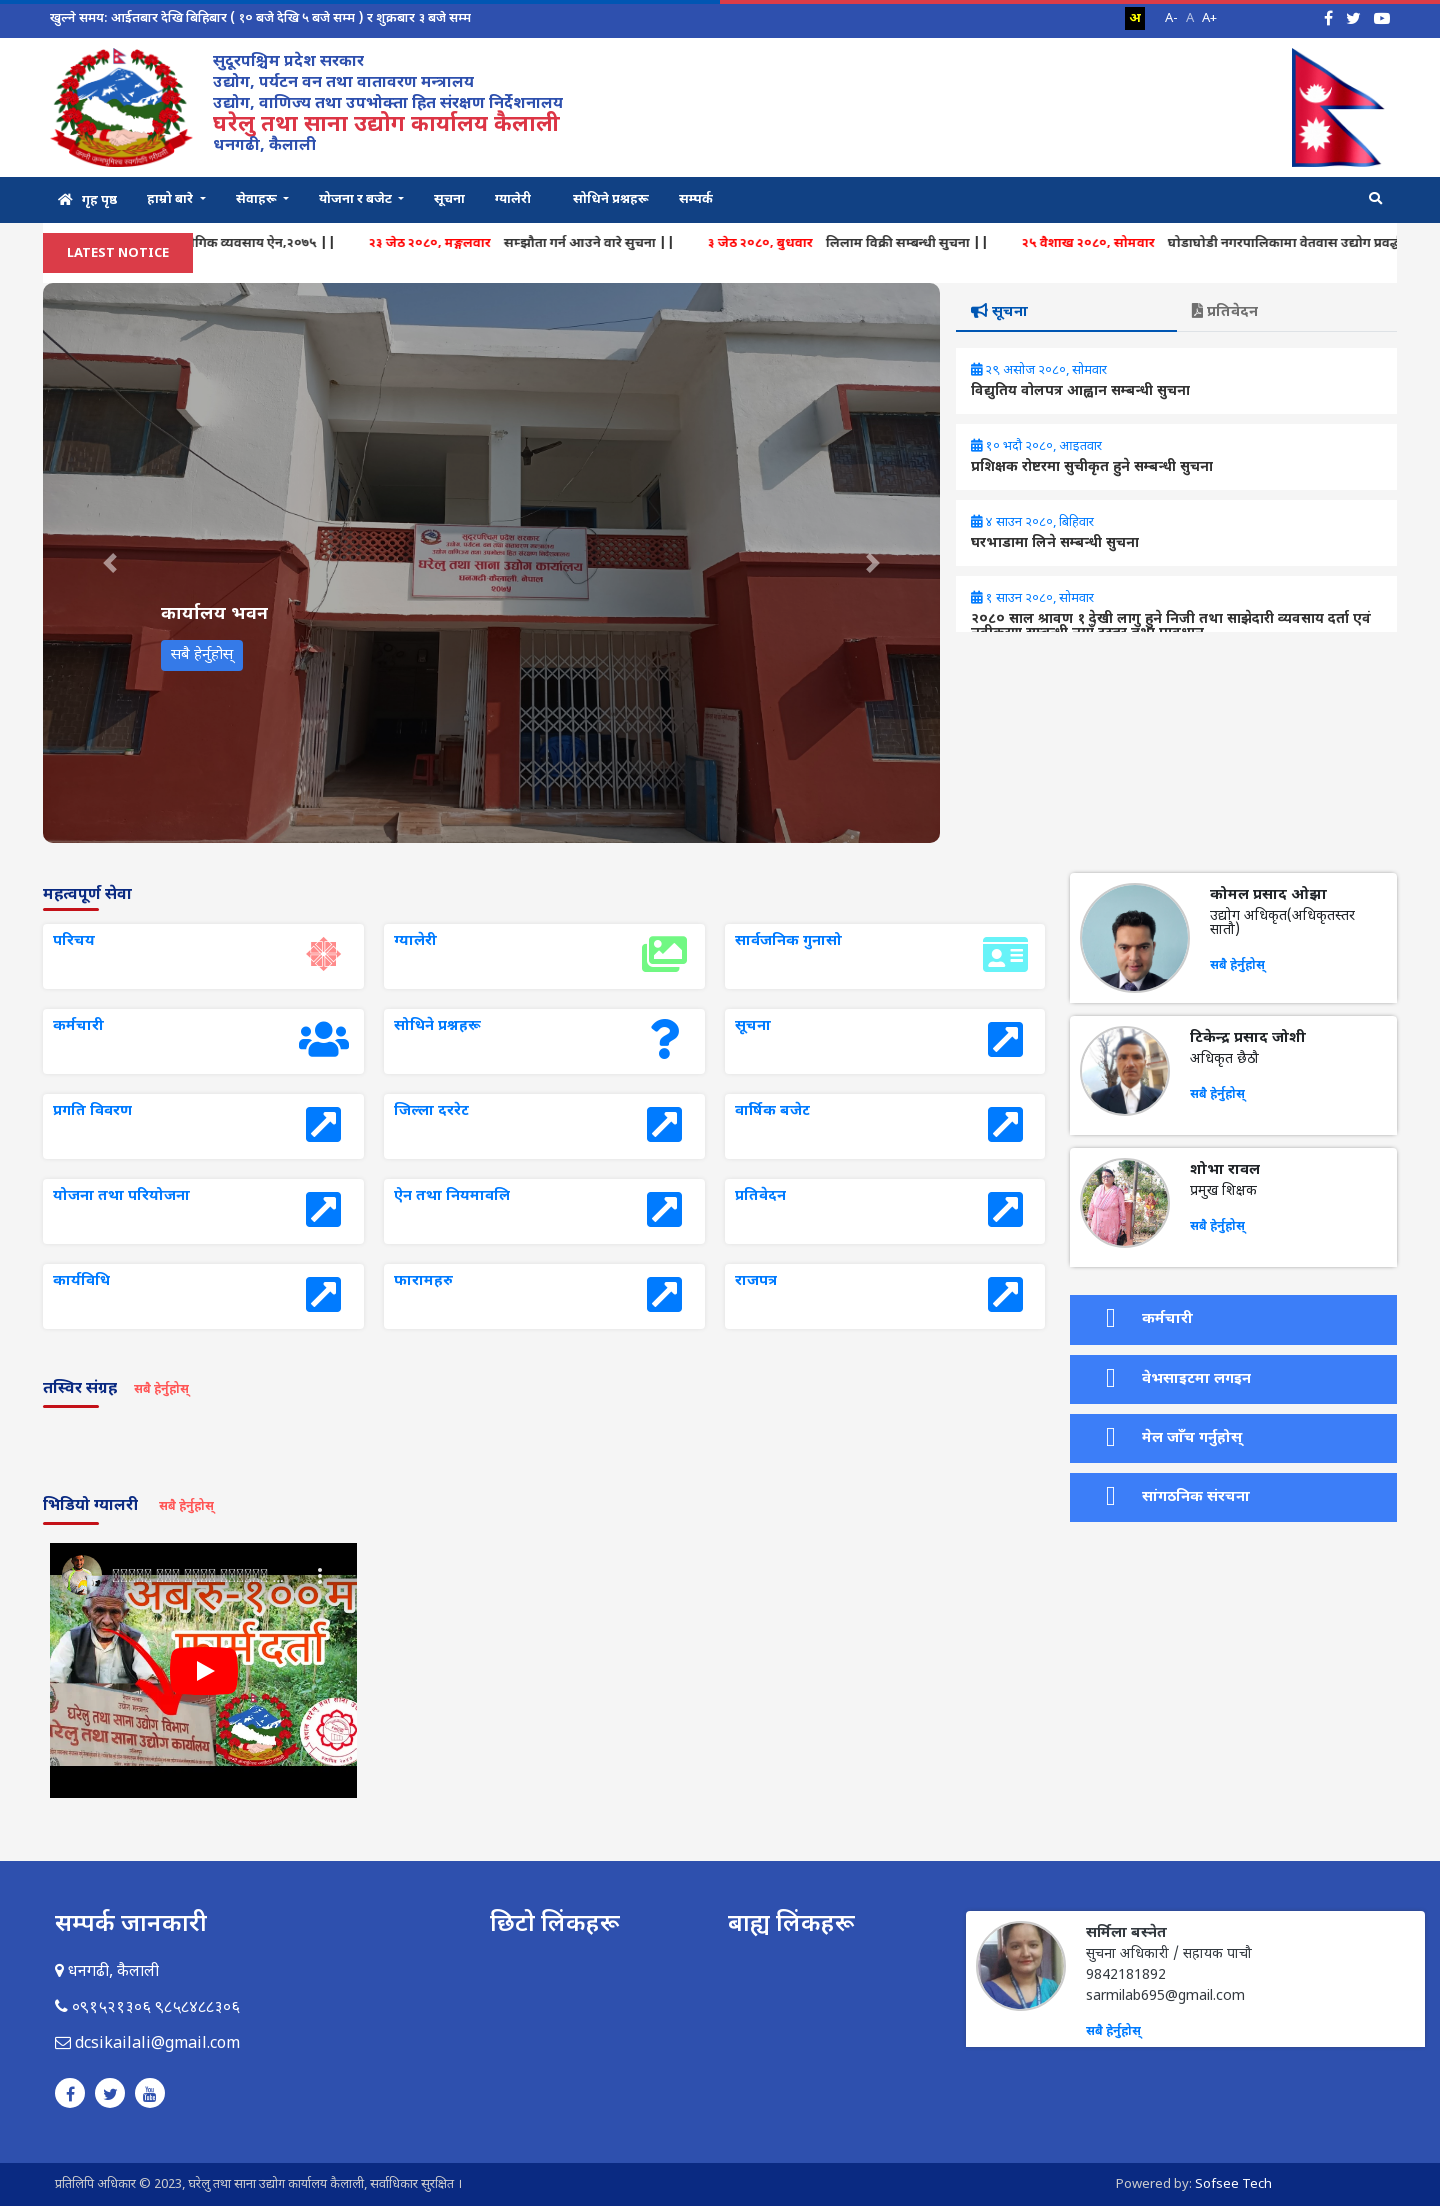 खुल्ने समय: आईतबार देखि बिहिबार ( १० बजे देखि ५ बजे सम्म ) र शुक्रबार ३ बजे सम्म
अ A- A A+
सुदूरपश्चिम प्रदेश सरकार
उद्योग, पर्यटन वन तथा वातावरण मन्त्रालय
उद्योग, वाणिज्य तथा उपभोक्ता हित संरक्षण निर्देशनालय
घरेलु तथा साना उद्योग कार्यालय कैलाली
धनगढी, कैलाली
गृह पृष्ठ हाम्रो बारे सेवाहरू योजना र बजेट सूचना ग्यालेरी सोधिने प्रश्नहरू सम्पर्क
LATEST NOTICE व्यवसाय ऐन,२०७५ || २३ जेठ २०८०, मङ्गलवार सम्झौता गर्न आउने वारे सुचना || ३ जेठ २०८०, बुधवार लिलाम विक्री सम्बन्धी सुचना || २५ वैशाख २०८०, सोमवार घोडाघोडी नगरपालिकामा वेतवास उद्योग
सूचना प्रतिवेदन
२९ असोज २०८०, सोमवार
विद्युतिय वोलपत्र आह्वान सम्बन्धी सुचना
१० भदौ २०८०, आइतवार
प्रशिक्षक रोष्टरमा सुचीकृत हुने सम्बन्धी सुचना
४ साउन २०८०, बिहिवार
घरभाडामा लिने सम्बन्धी सुचना
१ साउन २०८०, सोमवार
२०८० साल श्रावण १ देखी लागु हुने निजी तथा साझेदारी व्यवसाय दर्ता एवं
सुदूरपश्चिम प्रदेश सरकार
घरेलु तथा साना उद्योग कार्यालय
धनगढी कैलाली, नेपाल
२०७५
कार्यालय भवन
सबै हेर्नुहोस्
महत्वपूर्ण सेवा
परिचय ग्यालेरी सार्वजनिक गुनासो
कर्मचारी सोधिने प्रश्नहरू सूचना
प्रगति विवरण जिल्ला दररेट वार्षिक बजेट
योजना तथा परियोजना ऐन तथा नियमावलि प्रतिवेदन
कार्यविधि फारामहरु राजपत्र
कोमल प्रसाद ओझा
उद्योग अधिकृत(अधिकृतस्तर
सातौ)
सबै हेर्नुहोस्
टिकेन्द्र प्रसाद जोशी
अधिकृत छैठौ
सबै हेर्नुहोस्
शोभा रावल
प्रमुख शिक्षक
सबै हेर्नुहोस्
कर्मचारी
वेभसाइटमा लगइन
मेल जाँच गर्नुहोस्
सांगठनिक संरचना
तस्विर संग्रह सबै हेर्नुहोस्
भिडियो ग्यालरी सबै हेर्नुहोस्
अब रु-१०० म
फर्म दर्ता
घरेलु तथा साना उद्योग विभाग
घरेलु तथा साना उद्योग कार्यालय
सम्पर्क जानकारी
धनगढी, कैलाली
०९१५२१३०६ ९८५८४८८३०६
dcsikailali@gmail.com
छिटो लिंकहरू
बाह्य लिंकहरू
सर्मिला बस्नेत
सुचना अधिकारी / सहायक पाचौ
9842181892
sarmilab695@gmail.com
सबै हेर्नुहोस्
प्रतिलिपि अधिकार © 2023, घरेलु तथा साना उद्योग कार्यालय कैलाली, सर्वाधिकार सुरक्षित ।
Powered by: Sofsee Tech